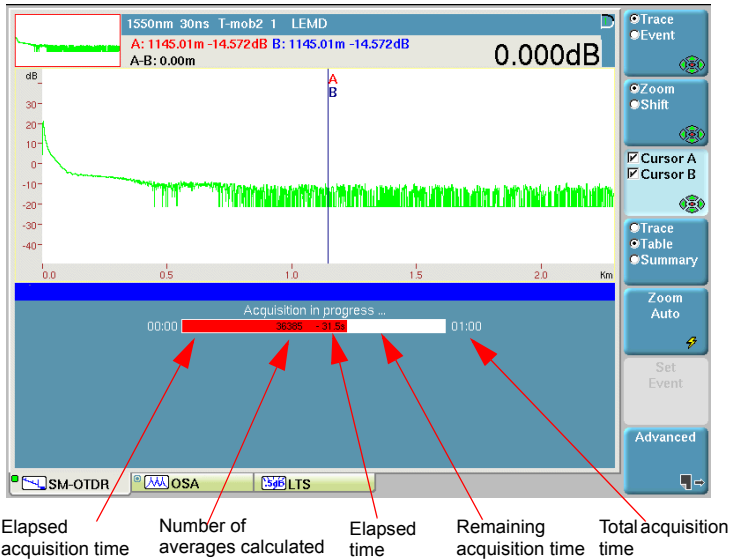 1550nm 30ns T-mob2 1 LEMD
A: 1145.01m -14.572dB B: 1145.01m -14.572dB
A-B: 0.00m
0.000dB
dB
A
B
30
20
10
0
-10
-20
-30
-40
0.0 0.5 1.0 1.5 2.0 Km
Acquisition in progress ...
00:00 36385 - 31.5s 01:00
SM-OTDR
OSA
.5dB LTS
Trace
Event
Zoom
Shift
Cursor A
Cursor B
Trace
Table
Summary
Zoom
Auto
Set
Event
Advanced
Elapsed
acquisition time
Number of
averages calculated
Elapsed
time
Remaining
acquisition time
Total acquisition
time